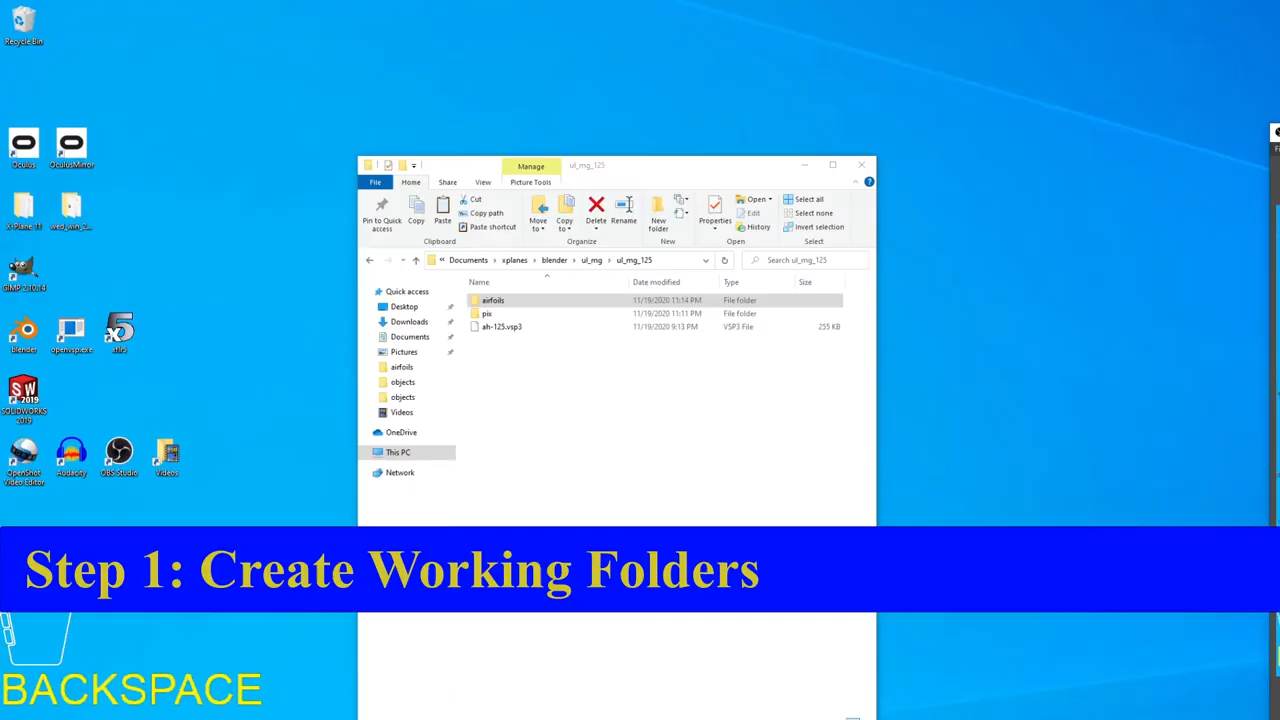 Recycle Bin
Oculus
OculusMirror
X-Plane 11
wed_win_2...
GIMP 2.10.14
blender
openvsp.exe
xflr5
SOLIDWORKS
2019
OpenShot
Video Editor
Audacity
OBS Studio
Videos
Manage
ul_mg_125
File
Home
Share
View
Picture Tools
Pin to Quick
access
Copy
Paste
Cut
Copy path
Paste shortcut
Clipboard
Move
to
Copy
to
Delete
Rename
Organize
New
folder
New
Properties
Open
Edit
History
Open
Select all
Select none
Invert selection
Select
« Documents > xplanes > blender > ul_mg > ul_mg_125
Search ul_mg_125
Name
Date modified
Type
Size
airfoils 11/19/2020 11:14 PM File folder
pix 11/19/2020 11:11 PM File folder
ah-125.vsp3 11/19/2020 9:13 PM VSP3 File 255 KB
Quick access
Desktop
Downloads
Documents
Pictures
airfoils
objects
objects
Videos
OneDrive
This PC
Network
Step 1: Create Working Folders
BACKSPACE